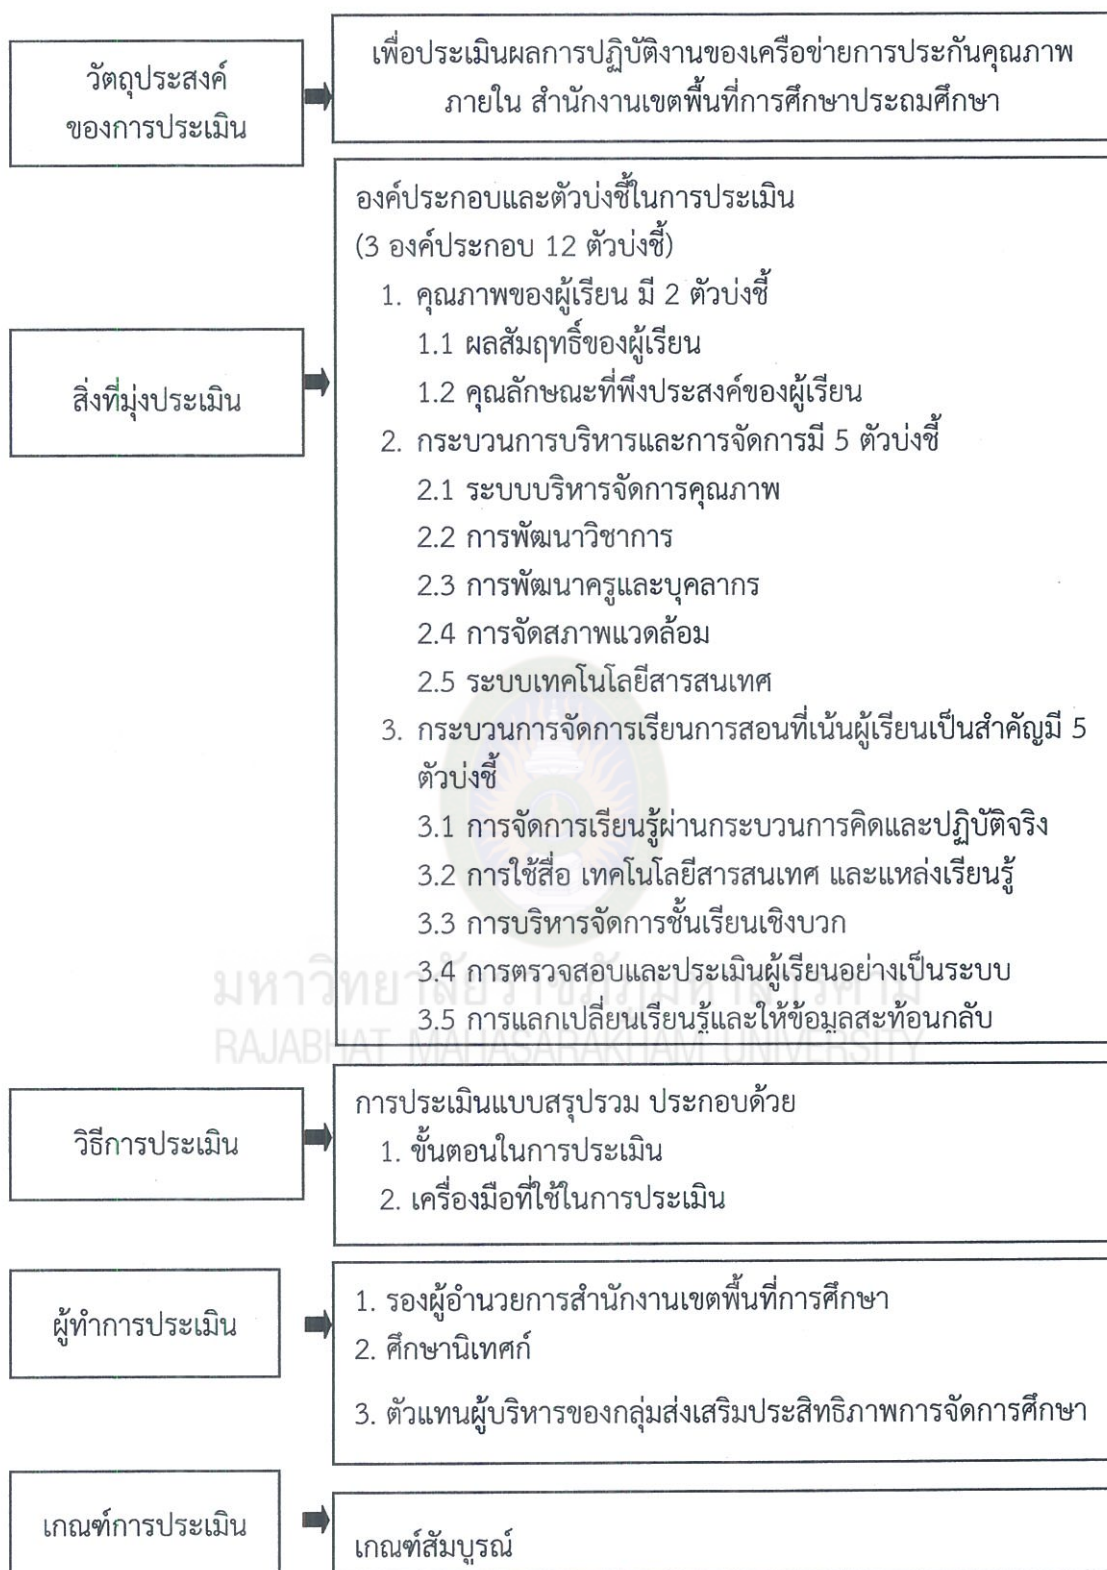 วัตถุประสงค์
ของการประเมิน
เพื่อประเมินผลการปฏิบัติงานของเครือข่ายการประกันคุณภาพ
ภายใน สำนักงานเขตพื้นที่การศึกษาประถมศึกษา
สิ่งที่มุ่งประเมิน
องค์ประกอบและตัวบ่งชี้ในการประเมิน
(3 องค์ประกอบ 12 ตัวบ่งชี้)
1. คุณภาพของผู้เรียน มี 2 ตัวบ่งชี้
1.1 ผลสัมฤทธิ์ของผู้เรียน
1.2 คุณลักษณะที่พึงประสงค์ของผู้เรียน
2. กระบวนการบริหารและการจัดการมี 5 ตัวบ่งชี้
2.1 ระบบบริหารจัดการคุณภาพ
2.2 การพัฒนาวิชาการ
2.3 การพัฒนาครูและบุคลากร
2.4 การจัดสภาพแวดล้อม
2.5 ระบบเทคโนโลยีสารสนเทศ
3. กระบวนการจัดการเรียนการสอนที่เน้นผู้เรียนเป็นสำคัญมี 5
ตัวบ่งชี้
3.1 การจัดการเรียนรู้ผ่านกระบวนการคิดและปฏิบัติจริง
3.2 การใช้สื่อ เทคโนโลยีสารสนเทศ และแหล่งเรียนรู้
3.3 การบริหารจัดการชั้นเรียนเชิงบวก
3.4 การตรวจสอบและประเมินผู้เรียนอย่างเป็นระบบ
3.5 การแลกเปลี่ยนเรียนรู้และให้ข้อมูลสะท้อนกลับ
มหาวิทยาลัยราชภัฏมหาสารคาม
RAJABHAT MAHASARAKHAM UNIVERSITY
วิธีการประเมิน
การประเมินแบบสรุปรวม ประกอบด้วย
1. ขั้นตอนในการประเมิน
2. เครื่องมือที่ใช้ในการประเมิน
ผู้ทำการประเมิน
1. รองผู้อำนวยการสำนักงานเขตพื้นที่การศึกษา
2. ศึกษานิเทศก์
3. ตัวแทนผู้บริหารของกลุ่มส่งเสริมประสิทธิภาพการจัดการศึกษา
เกณฑ์การประเมิน
เกณฑ์สัมบูรณ์